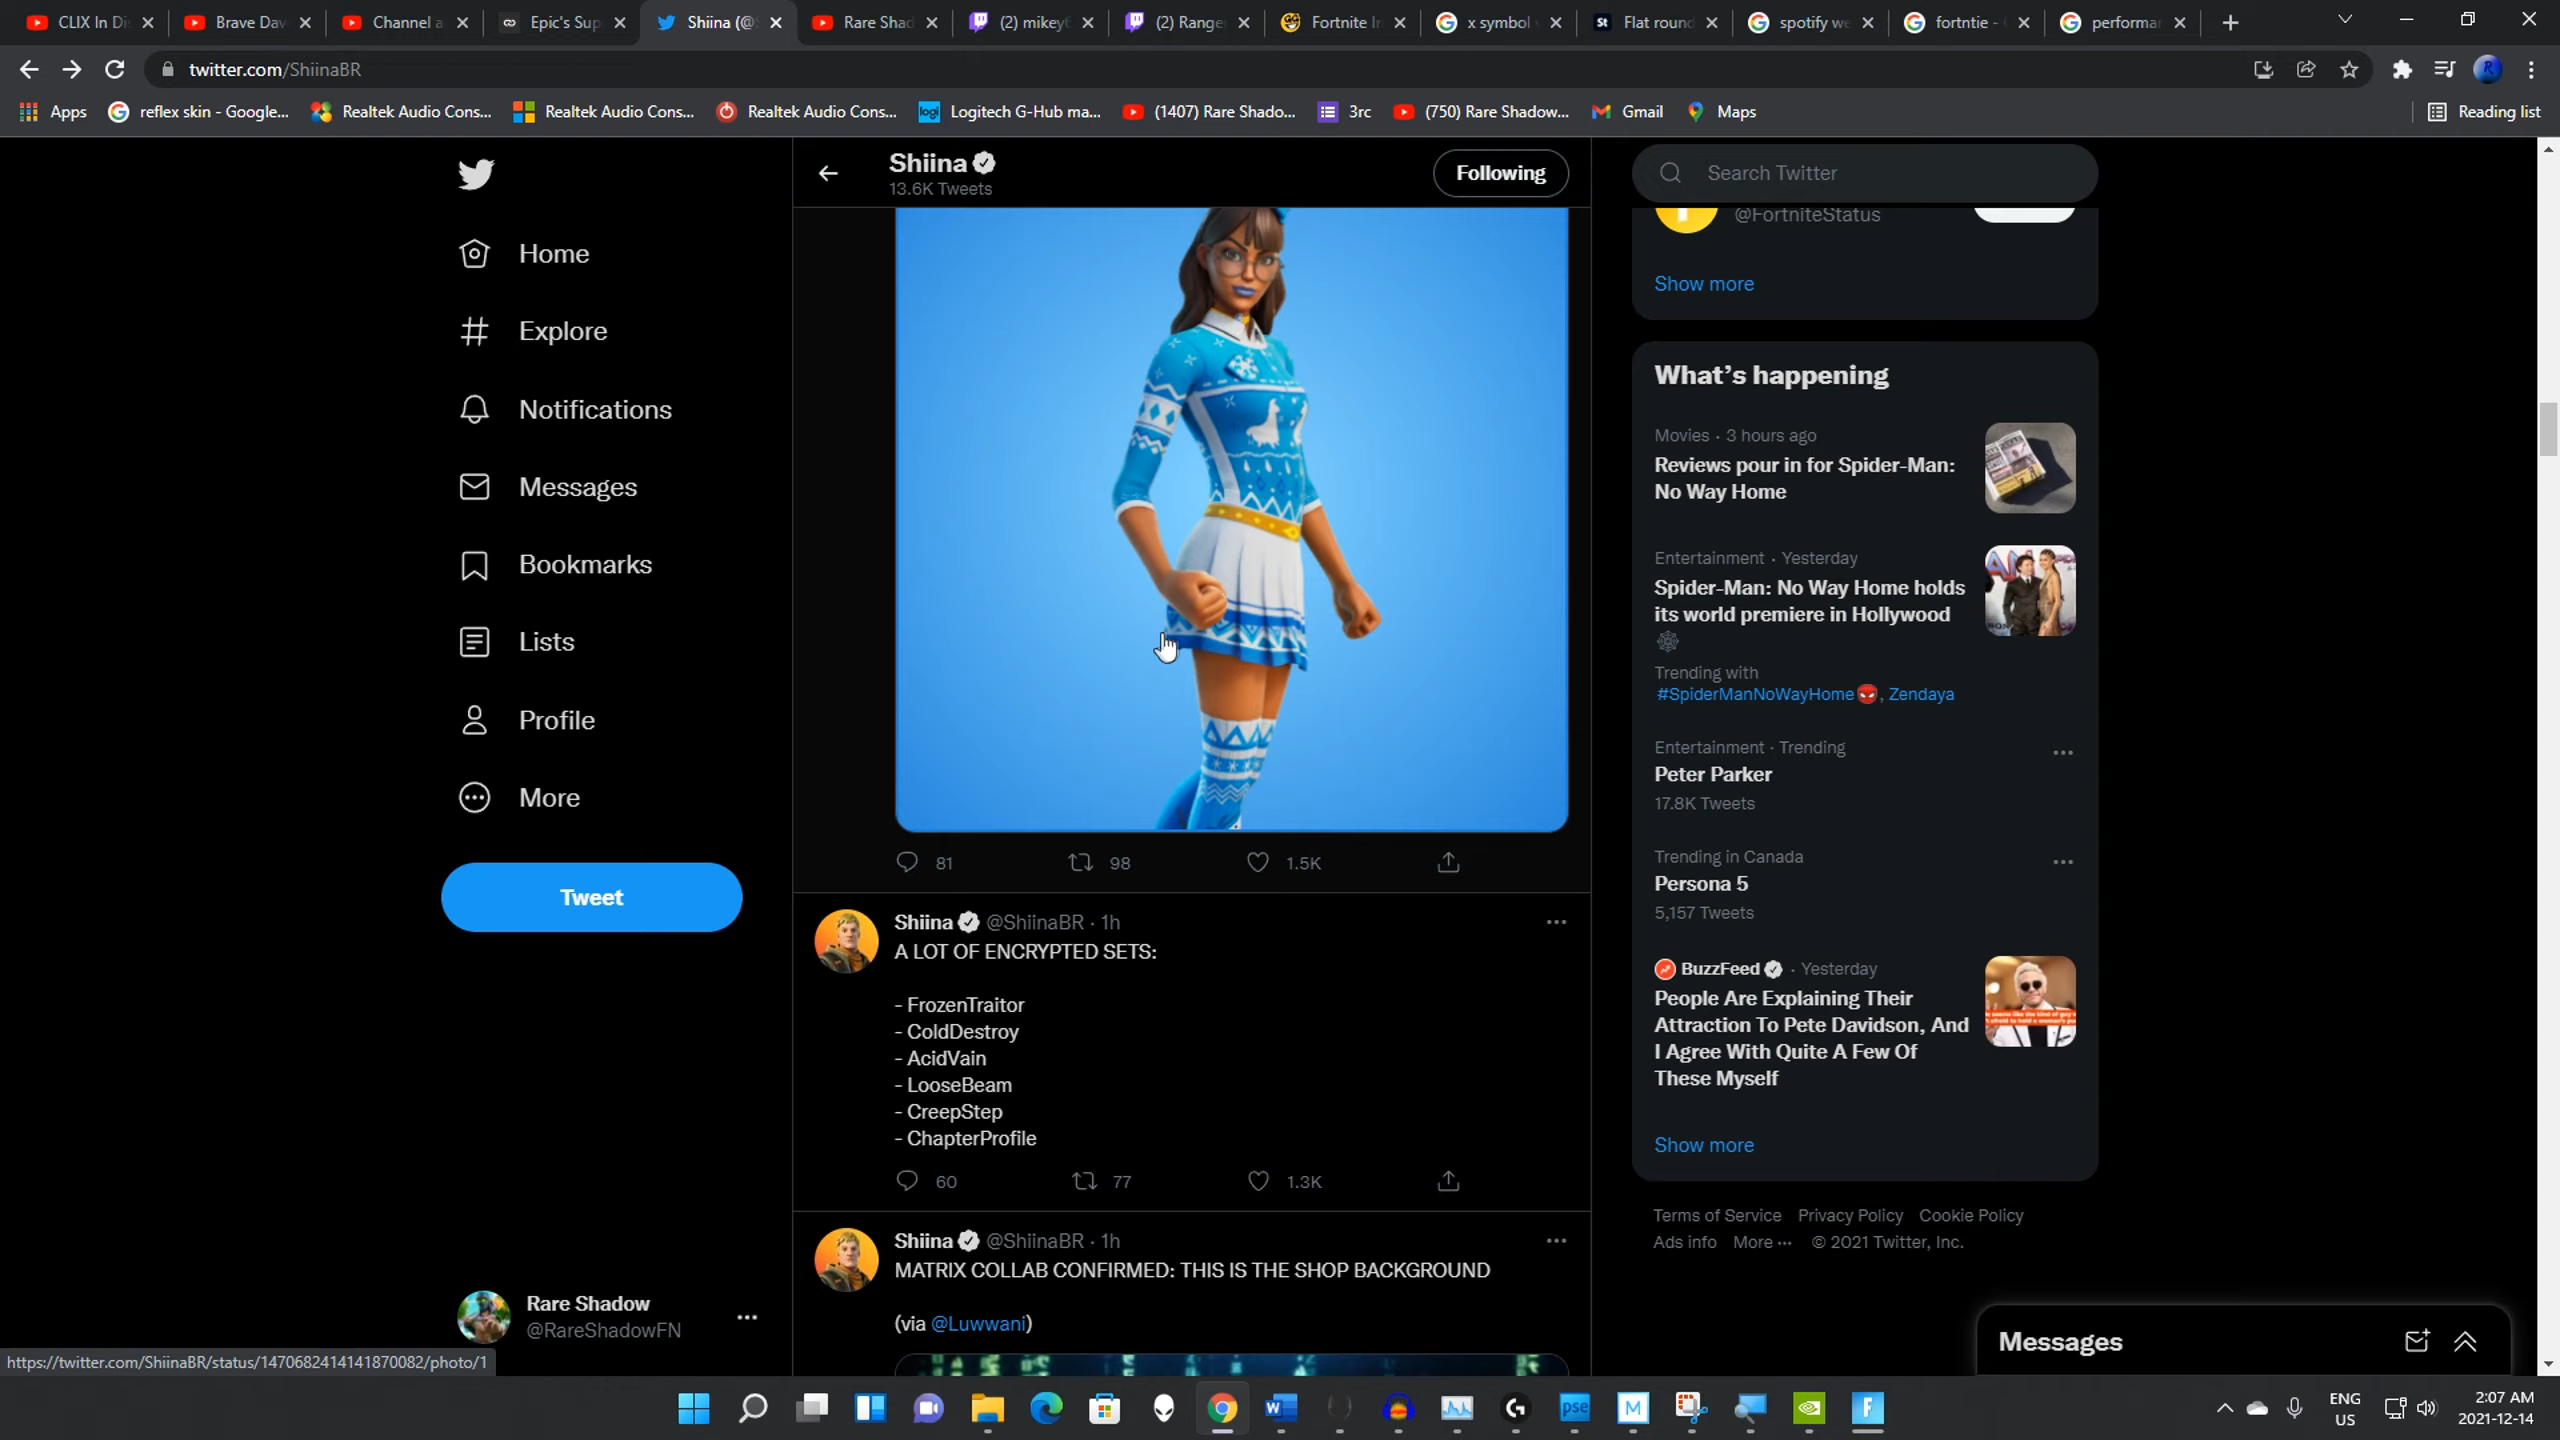 CLIX In Di
Brave Dav
Channel a
Epic's Sup
Shiina (@S
Rare Shad
(2) mikey
(2) Range
Fortnite I
x symbol
Flat round
spotify we
fortntie -
performan
twitter.com/ShiinaBR
Apps
reflex skin - Google...
Realtek Audio Cons...
Realtek Audio Cons...
Realtek Audio Cons...
Logitech G-Hub ma...
(1407) Rare Shado...
3rc
(750) Rare Shadow...
Gmail
Maps
Reading list
Home
Explore
Notifications
Messages
Bookmarks
Lists
Profile
More
Tweet
Rare Shadow
@RareShadowFN
https://twitter.com/ShiinaBR/status/1470682414141870082/photo/1
Shiina
13.6K Tweets
Following
81 98 1.5K
Shiina @ShiinaBR · 1h
A LOT OF ENCRYPTED SETS:
- FrozenTraitor
- ColdDestroy
- AcidVain
- LooseBeam
- CreepStep
- ChapterProfile
60 77 1.3K
Shiina @ShiinaBR · 1h
MATRIX COLLAB CONFIRMED: THIS IS THE SHOP BACKGROUND
(via @Luwwani)
Search Twitter
@FortniteStatus
Show more
What's happening
Movies · 3 hours ago
Reviews pour in for Spider-Man:
No Way Home
Entertainment · Yesterday
Spider-Man: No Way Home holds
its world premiere in Hollywood
Trending with
#SpiderManNoWayHome, Zendaya
Entertainment · Trending
Peter Parker
17.8K Tweets
Trending in Canada
Persona 5
5,157 Tweets
BuzzFeed · Yesterday
People Are Explaining Their
Attraction To Pete Davidson, And
I Agree With Quite A Few Of
These Myself
Show more
Terms of Service Privacy Policy Cookie Policy
Ads info More ··· © 2021 Twitter, Inc.
Messages
ENG
US
2:07 AM
2021-12-14